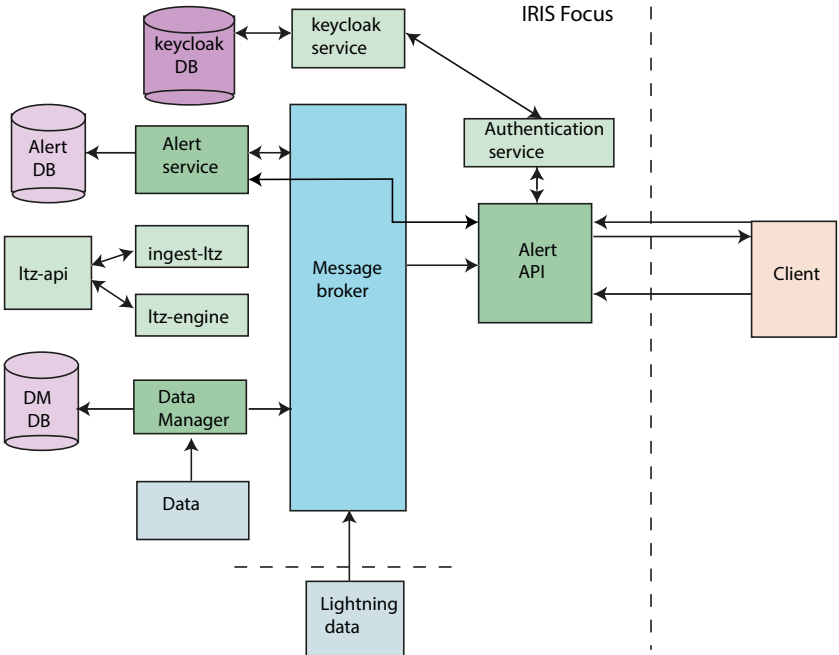 IRIS Focus
keycloak
DB
keycloak
service
Authentication
service
Alert
DB
Alert
service
ltz-api
ingest-ltz
ltz-engine
Message
broker
Alert
API
Client
DM
DB
Data
Manager
Data
Lightning
data